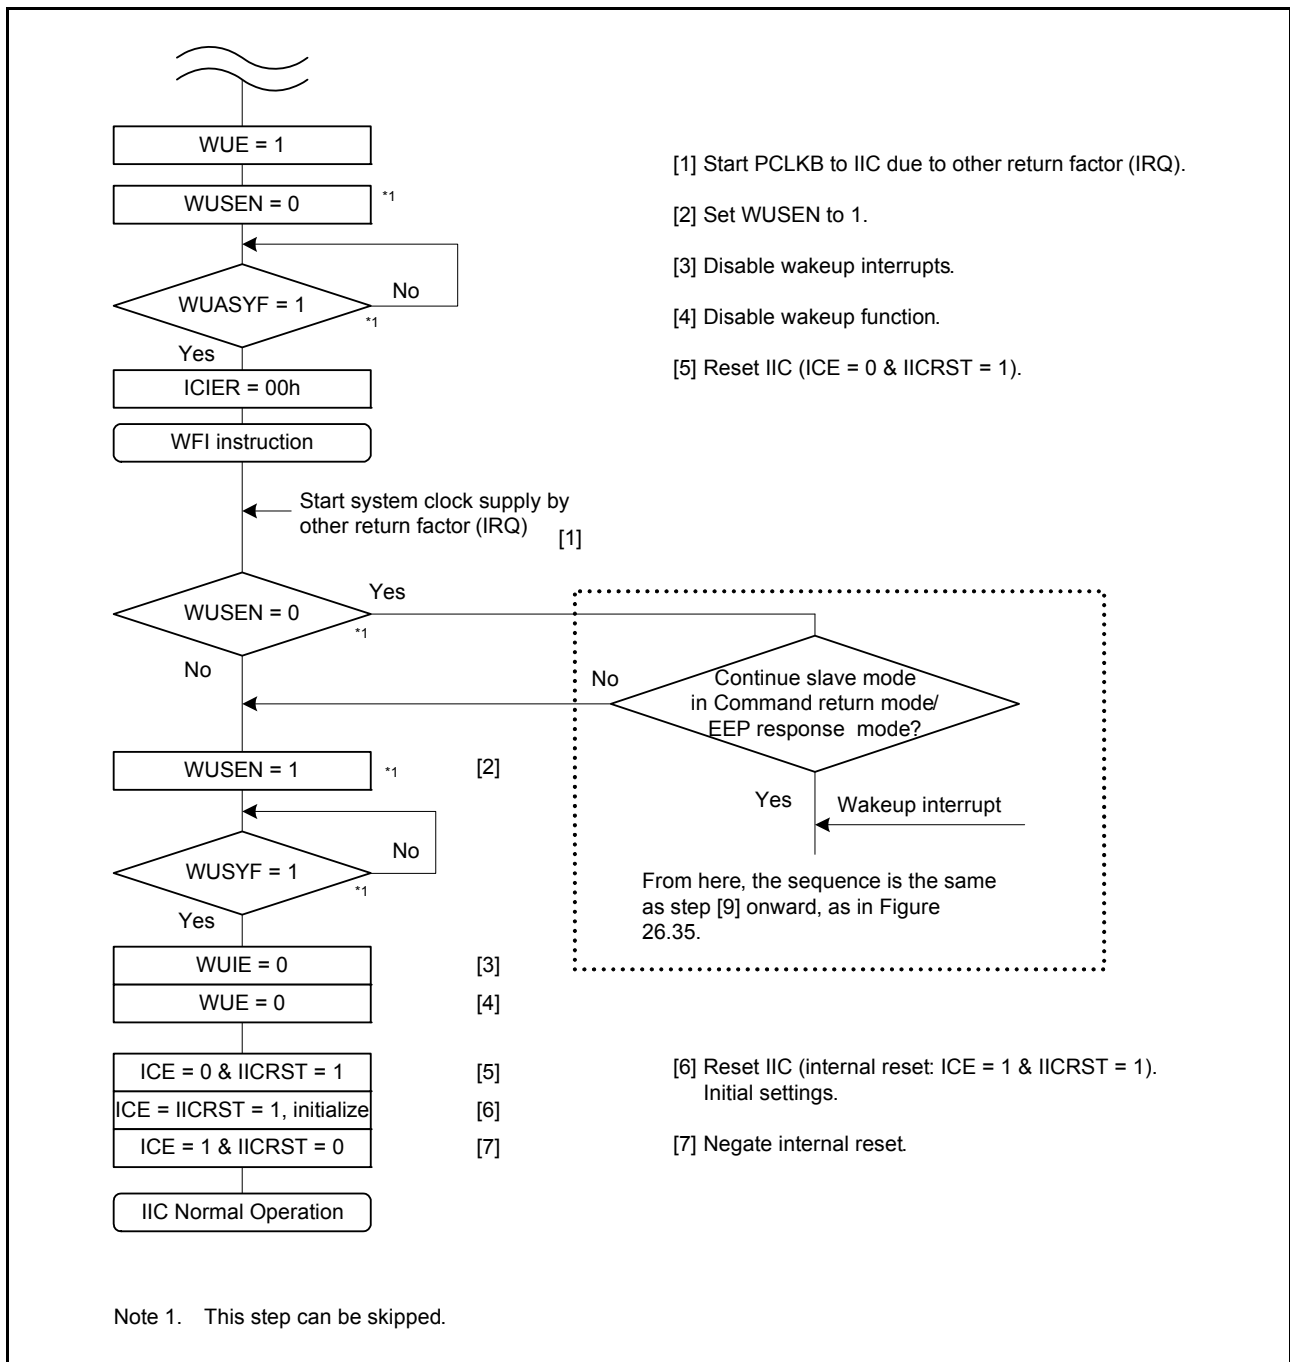 WUE = 1
WUSEN = 0 *1
WUASYF = 1 No
*1
Yes
ICIER = 00h
WFI instruction
[1] Start PCLKB to IIC due to other return factor (IRQ).
[2] Set WUSEN to 1.
[3] Disable wakeup interrupts.
[4] Disable wakeup function.
[5] Reset IIC (ICE = 0 & IICRST = 1).
Start system clock supply by
other return factor (IRQ)
[1]
WUSEN = 0 Yes
*1
No
Continue slave mode
in Command return mode/
EEP response mode?
No
Yes
Wakeup interrupt
From here, the sequence is the same
as step [9] onward, as in Figure
26.35.
WUSEN = 1 *1 [2]
WUSYF = 1 No
*1
Yes
WUIE = 0 [3]
WUE = 0 [4]
ICE = 0 & IICRST = 1 [5]
ICE = IICRST = 1, initialize [6]
ICE = 1 & IICRST = 0 [7]
IIC Normal Operation
[6] Reset IIC (internal reset: ICE = 1 & IICRST = 1).
Initial settings.
[7] Negate internal reset.
Note 1. This step can be skipped.